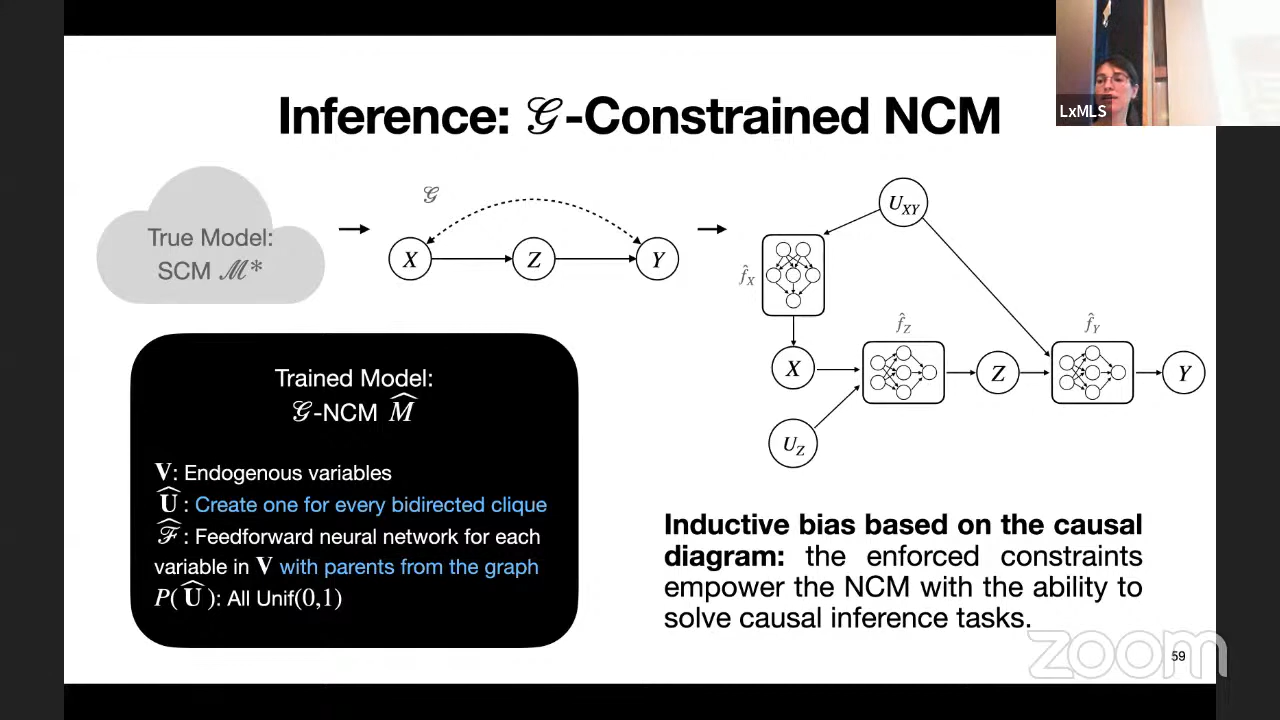 LxMLS
Inference: 𝒢-Constrained NCM
True Model:
SCM ℳ*
𝒢
X
Z
Y
U_XY
f̂_X
f̂_Z
f̂_Y
X
Z
Y
U_Z
Trained Model:
𝒢-NCM M̂
V: Endogenous variables
Û : Create one for every bidirected clique
ℱ̂ : Feedforward neural network for each
variable in V with parents from the graph
P(Û): All Unif(0,1)
Inductive bias based on the causal
diagram: the enforced constraints
empower the NCM with the ability to
solve causal inference tasks.
zoom
59